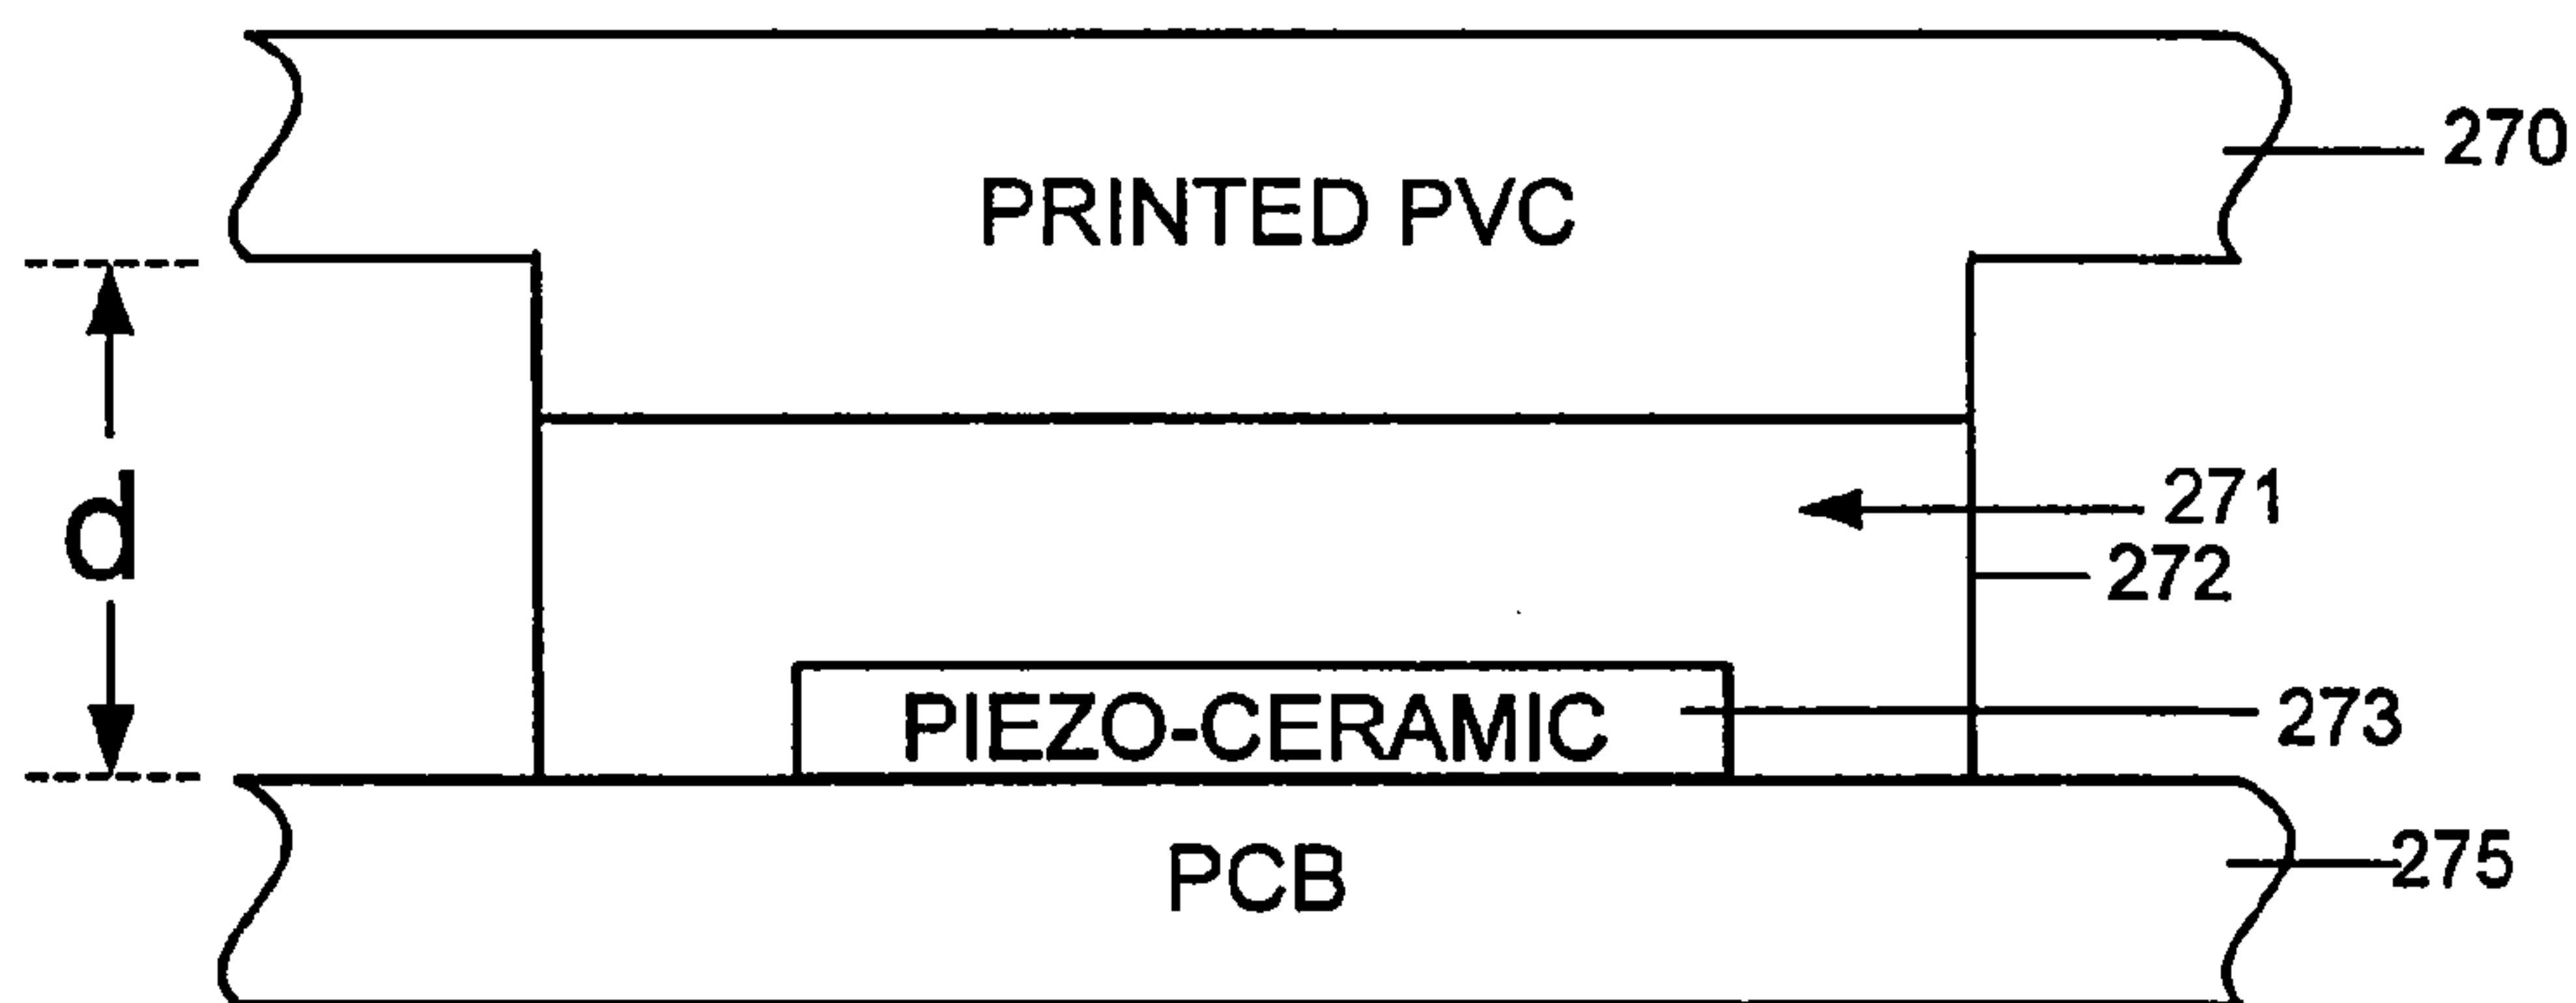 270
PRINTED PVC
d
271
272
PIEZO-CERAMIC
273
PCB
275